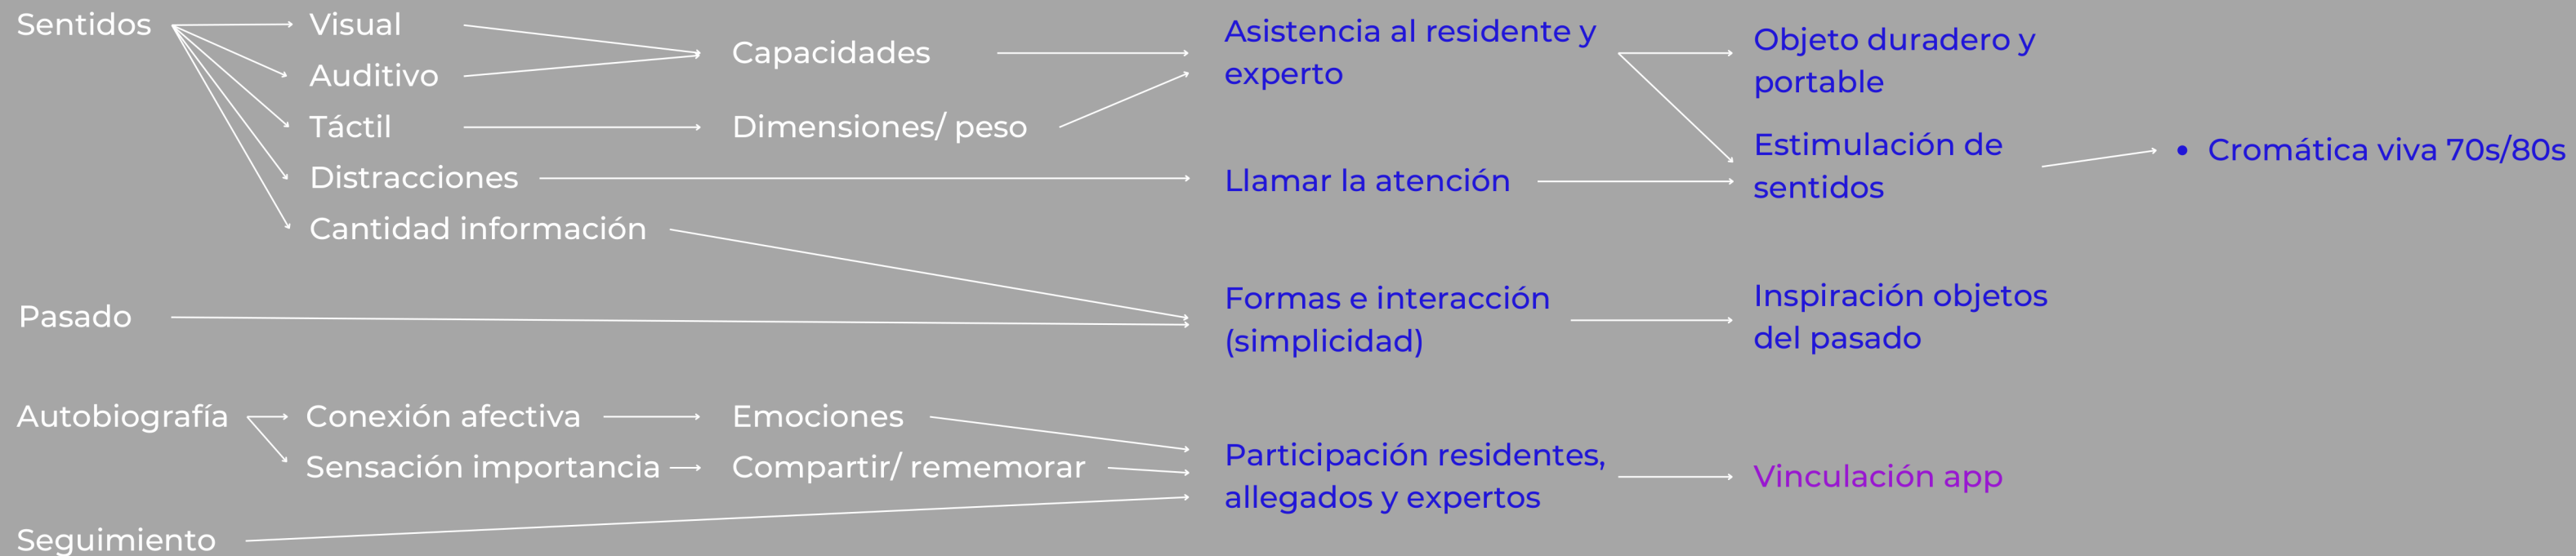 Sentidos
Visual
Auditivo
Táctil
Distracciones
Cantidad información
Capacidades
Dimensiones/ peso
Asistencia al residente y
experto
Llamar la atención
Objeto duradero y
portable
Estimulación de
sentidos
• Cromática viva 70s/80s
Pasado
Formas e interacción
(simplicidad)
Inspiración objetos
del pasado
Autobiografía
Conexión afectiva
Sensación importancia
Emociones
Compartir/ rememorar
Participación residentes,
allegados y expertos
Vinculación app
Seguimiento